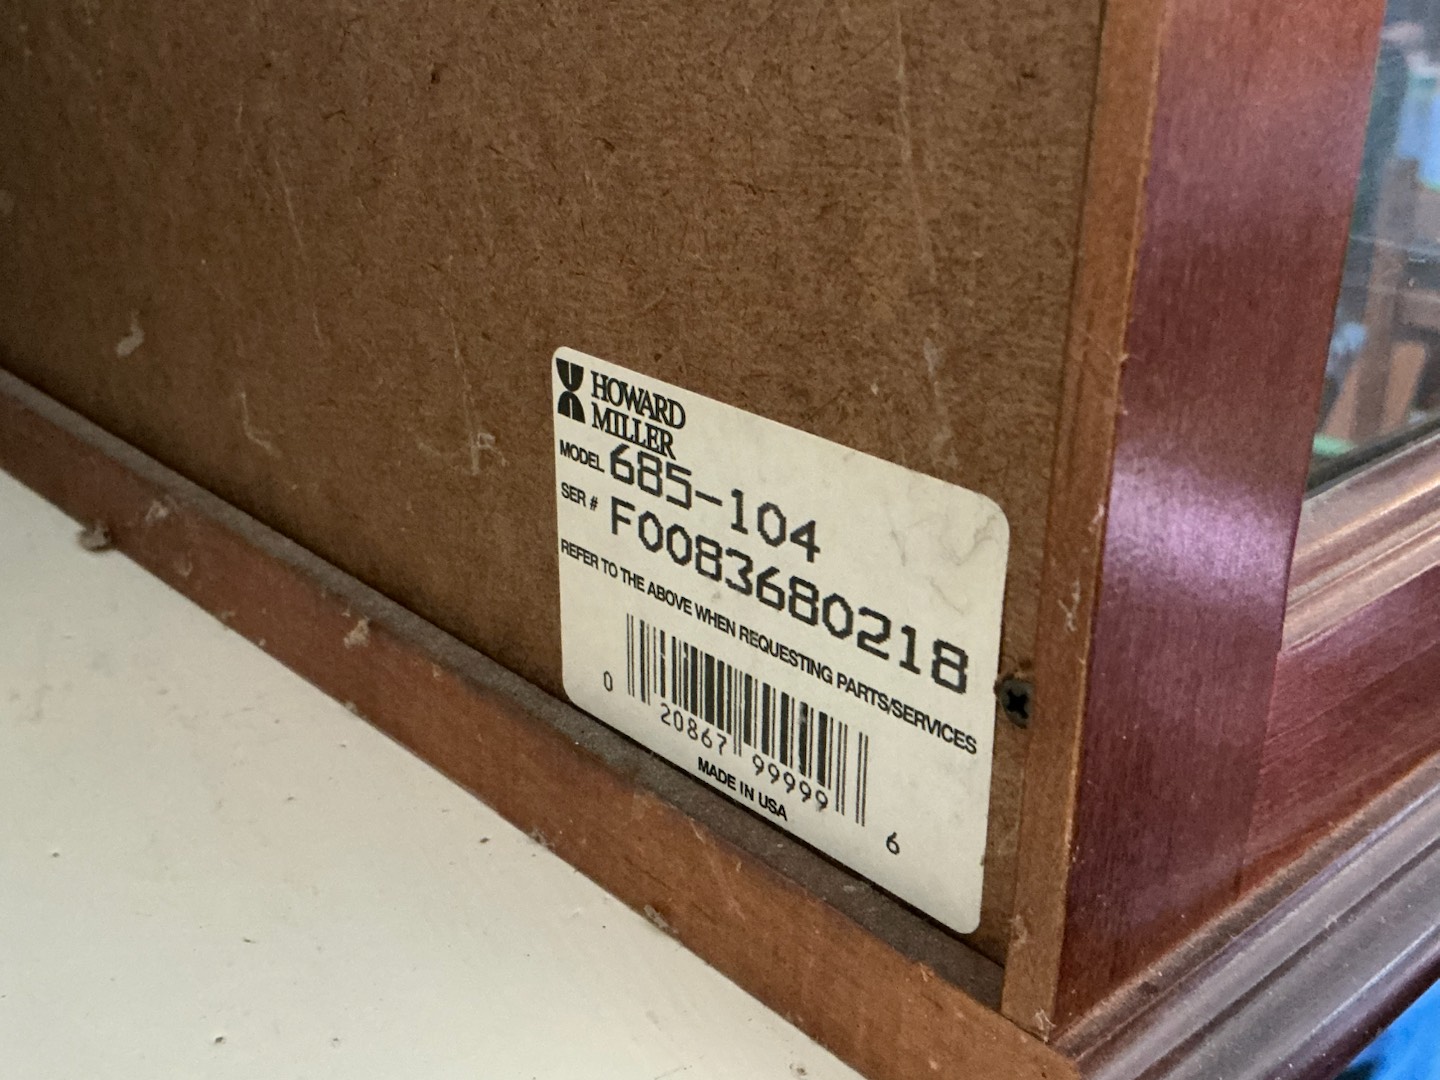 HOWARD
MILLER
MODEL 685-104
SER # F0083680218
REFER TO THE ABOVE WHEN REQUESTING PARTS/SERVICES
0 20867 99999 6
MADE IN USA